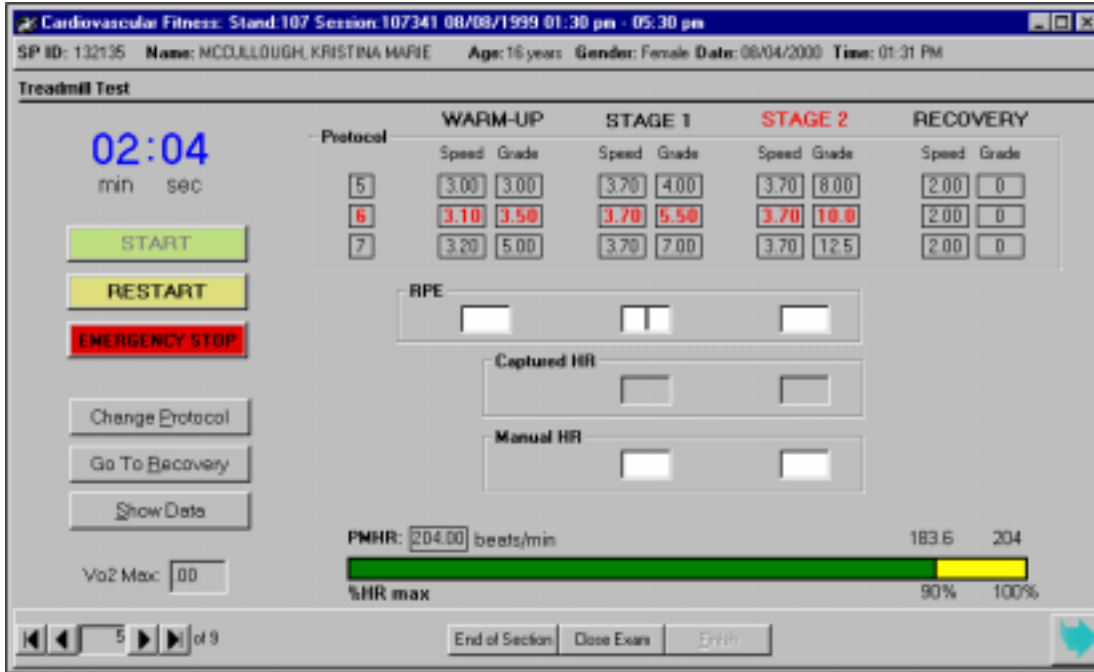 Cardiovascular Fitness: Stand:107 Session:107341 08/08/1999 01:30 pm - 05:30 pm
SP ID: 132135 Name: MCCULLOUGH, KRISTINA MARIE Age: 16 years Gender: Female Date: 08/04/2000 Time: 01:31 PM
Treadmill Test
02:04
min sec
START
RESTART
EMERGENCY STOP
Change Protocol
Go To Recovery
Show Data
Vo2 Max: .00
WARM-UP STAGE 1 STAGE 2 RECOVERY
Protocol
Speed Grade Speed Grade Speed Grade Speed Grade
5 3.00 3.00 3.70 4.00 3.70 8.00 2.00 0
6 3.10 3.50 3.70 5.50 3.70 10.0 2.00 0
7 3.20 5.00 3.70 7.00 3.70 12.5 2.00 0
RPE
Captured HR
Manual HR
PMHR: 204.00 beats/min 183.6 204
%HR max 90% 100%
5 of 9 End of Section Close Exam Finish